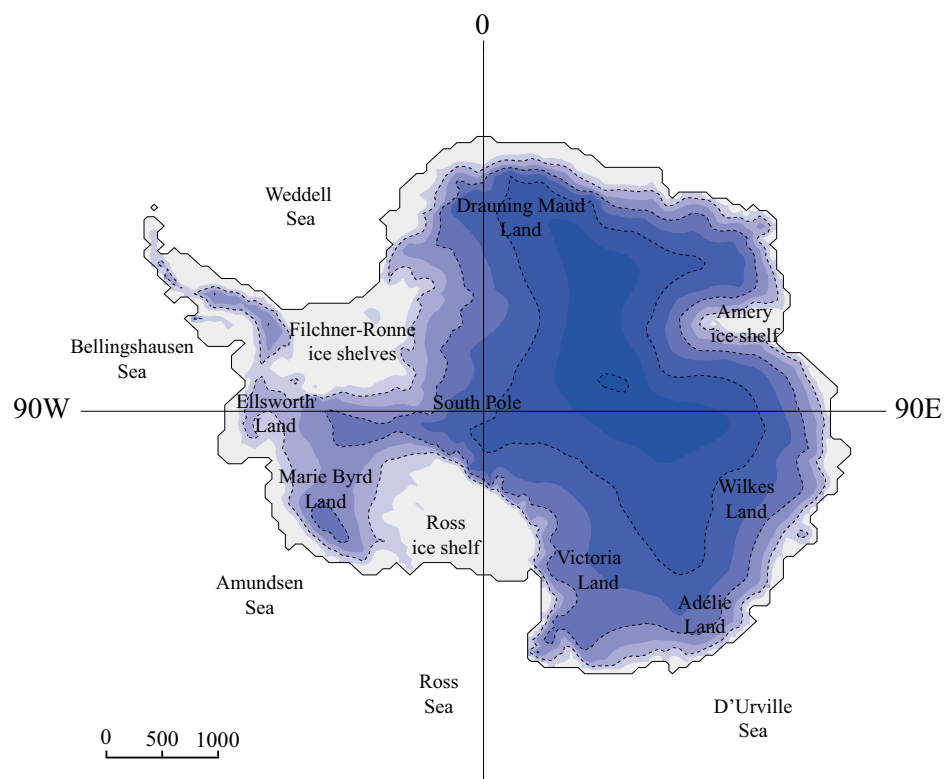 0
Weddell
Sea
Drauning Maud
Land
Filchner-Ronne
ice shelves
Amery
ice shelf
Bellingshausen
Sea
90W
Ellsworth
Land
South Pole
90E
Marie Byrd
Land
Wilkes
Land
Ross
ice shelf
Victoria
Land
Amundsen
Sea
Adélie
Land
Ross
Sea
D’Urville
Sea
0 500 1000